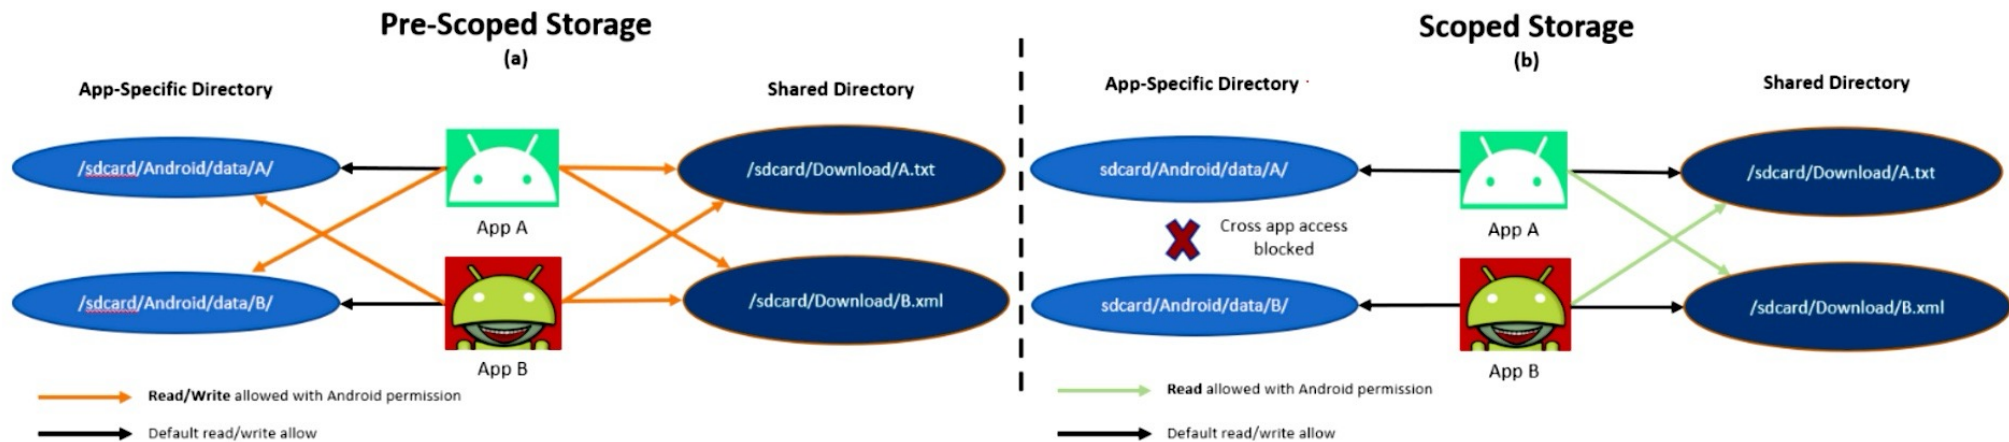 Pre-Scoped Storage
(a)
App-Specific Directory
Shared Directory
/sdcard/Android/data/A/
App A
/sdcard/Download/A.txt
/sdcard/Android/data/B/
App B
/sdcard/Download/B.xml
Read/Write allowed with Android permission
Default read/write allow
Scoped Storage
(b)
App-Specific Directory
Shared Directory
sdcard/Android/data/A/
App A
/sdcard/Download/A.txt
Cross app access
blocked
sdcard/Android/data/B/
App B
/sdcard/Download/B.xml
Read allowed with Android permission
Default read/write allow